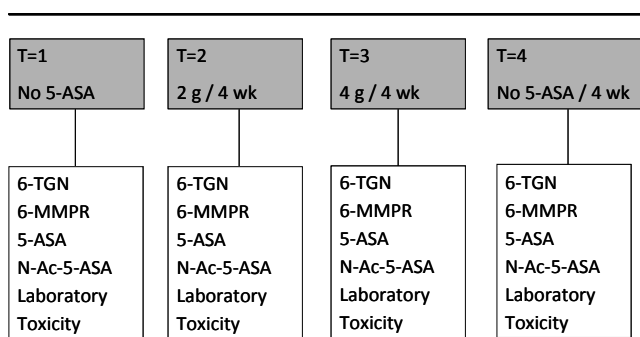 T=1
No 5-ASA
T=2
2 g / 4 wk
T=3
4 g / 4 wk
T=4
No 5-ASA / 4 wk
6-TGN
6-MMPR
5-ASA
N-Ac-5-ASA
Laboratory
Toxicity
6-TGN
6-MMPR
5-ASA
N-Ac-5-ASA
Laboratory
Toxicity
6-TGN
6-MMPR
5-ASA
N-Ac-5-ASA
Laboratory
Toxicity
6-TGN
6-MMPR
5-ASA
N-Ac-5-ASA
Laboratory
Toxicity